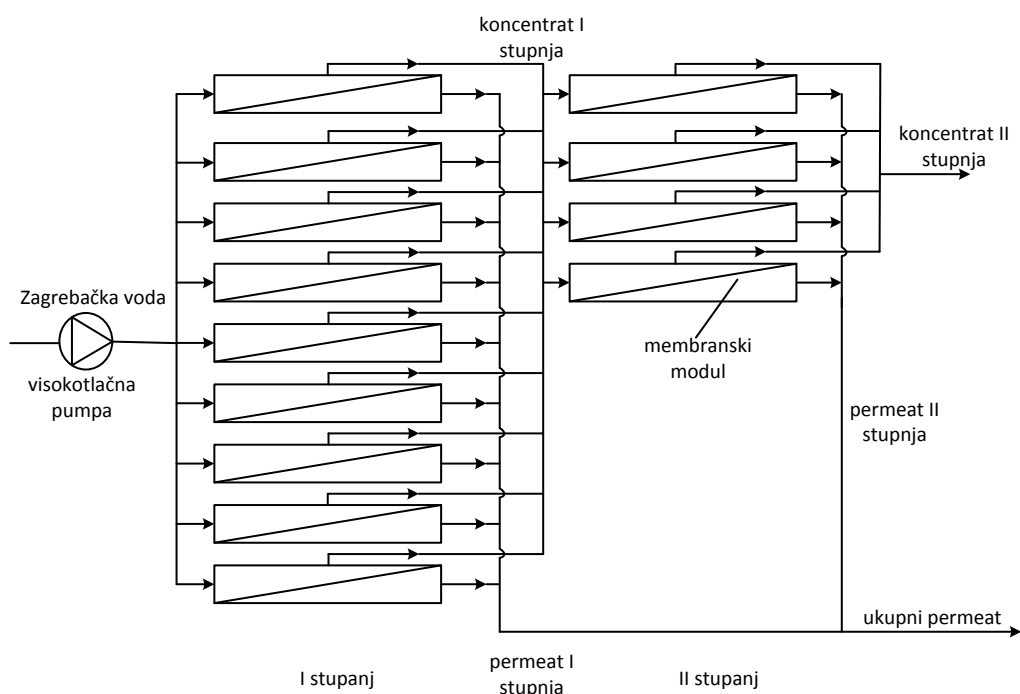 koncentrat I
stupnja
koncentrat II
stupnja
Zagrebačka voda
visokotlačna
pumpa
membranski
modul
permeat II
stupnja
ukupni permeat
I stupanj
permeat I
stupnja
II stupanj